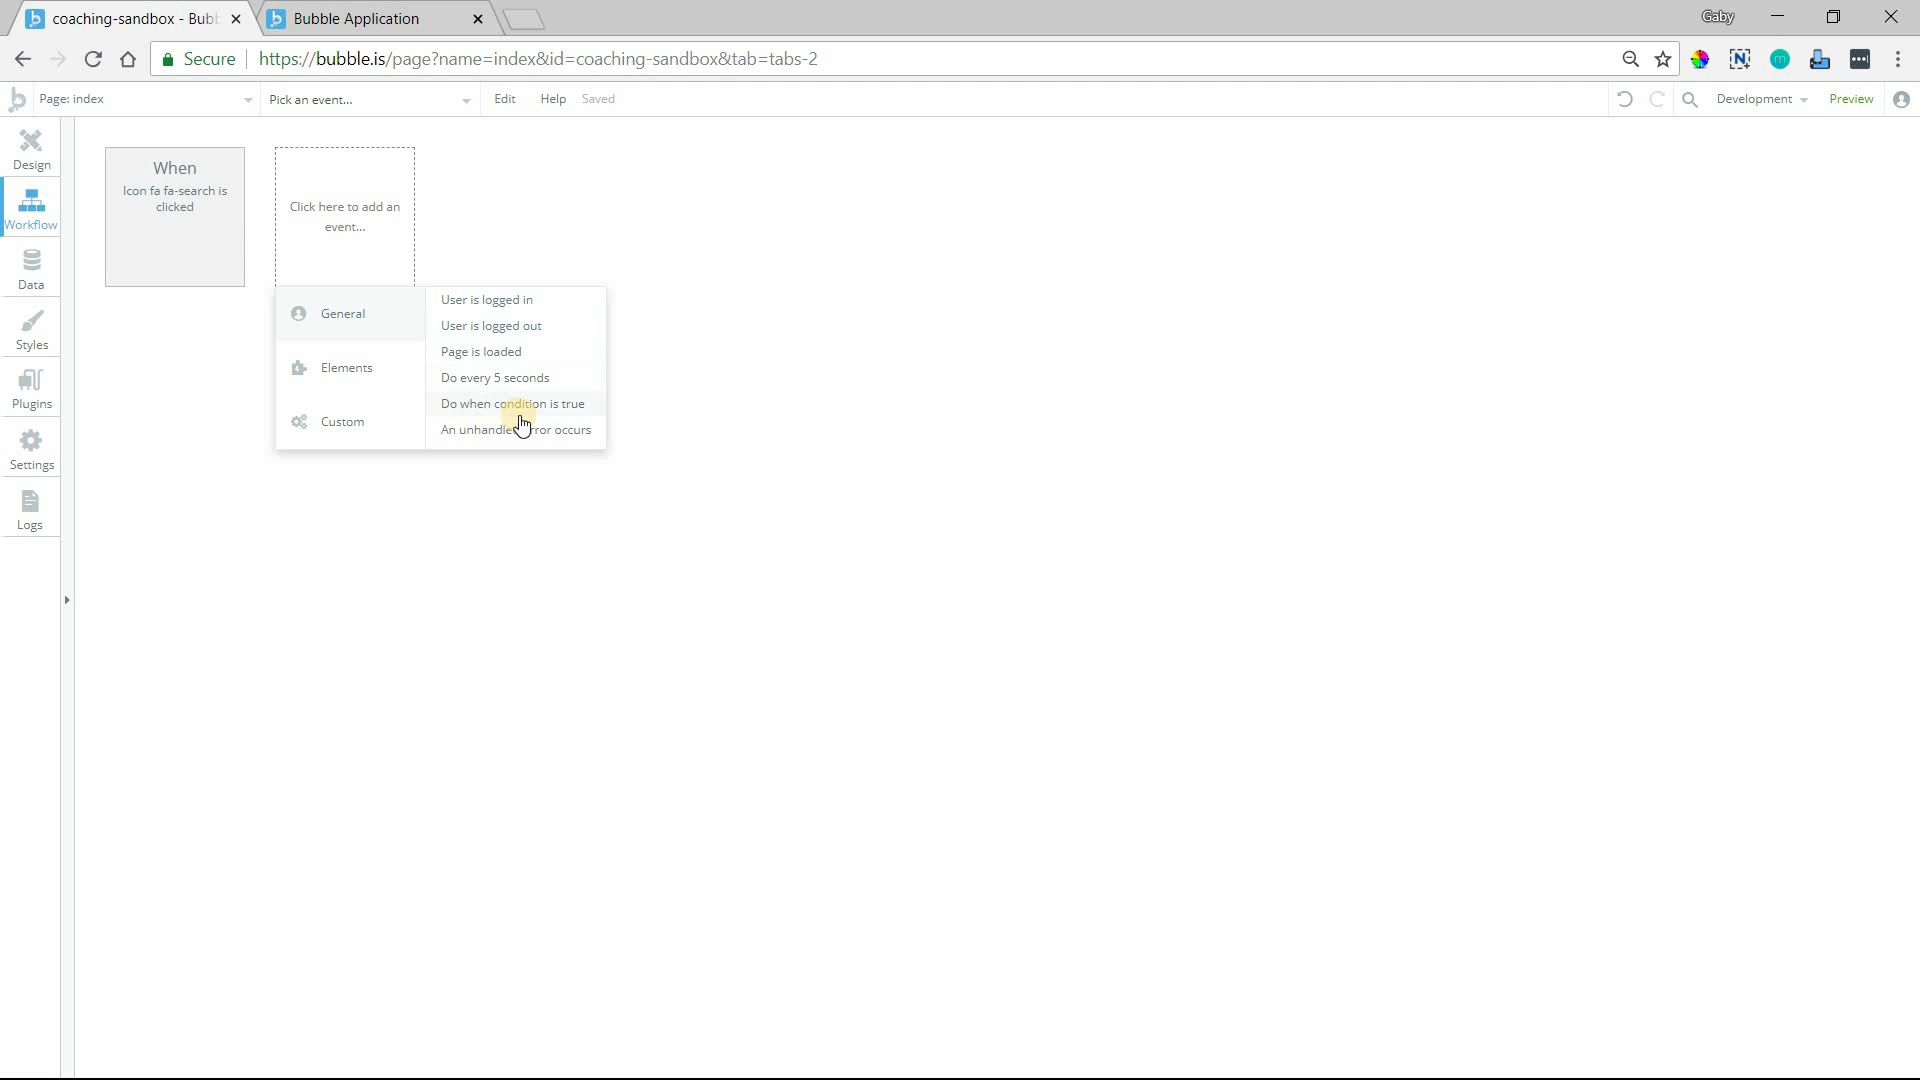 coaching-sandbox - Bubb
Bubble Application
Gaby
Secure
https://bubble.is/page?name=index&id=coaching-sandbox&tab=tabs-2
Page: index
Pick an event...
Edit
Help
Saved
Development
Preview
Design
Workflow
Data
Styles
Plugins
Settings
Logs
When
Icon fa fa-search is
clicked
Click here to add an
event...
General
Elements
Custom
User is logged in
User is logged out
Page is loaded
Do every 5 seconds
Do when condition is true
An unhandle rror occurs